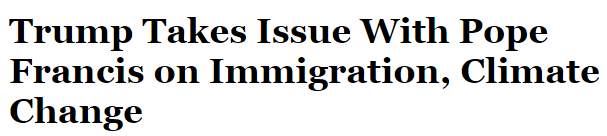 Trump Takes Issue With Pope
Francis on Immigration, Climate
Change